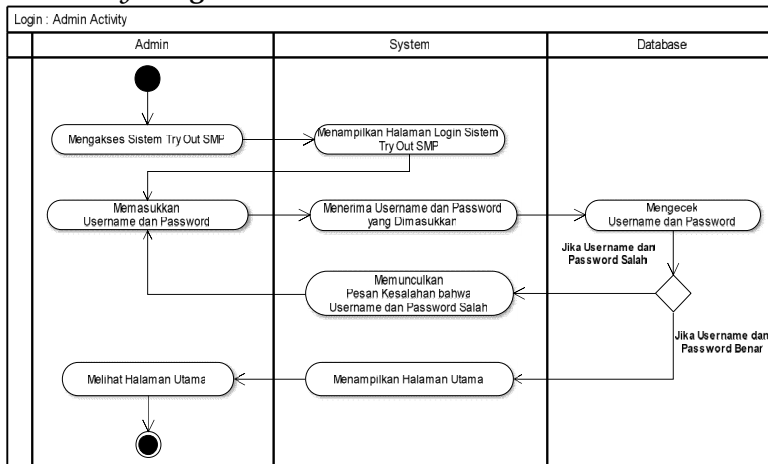 Login : Admin Activity
Admin
System
Database
Mengakses Sistem Try Out SMP
Menampilkan Halaman Login Sistem
Try Out SMP
Memasukkan
Username dan Password
Menerima Username dan Password
yang Dimasukkan
Mengecek
Username dan Password
Jika Username dan
Password Salah
Memunculkan
Pesan Kesalahan bahwa
Username dan Password Salah
Jika Username dan
Password Benar
Melihat Halaman Utama
Menampilkan Halaman Utama